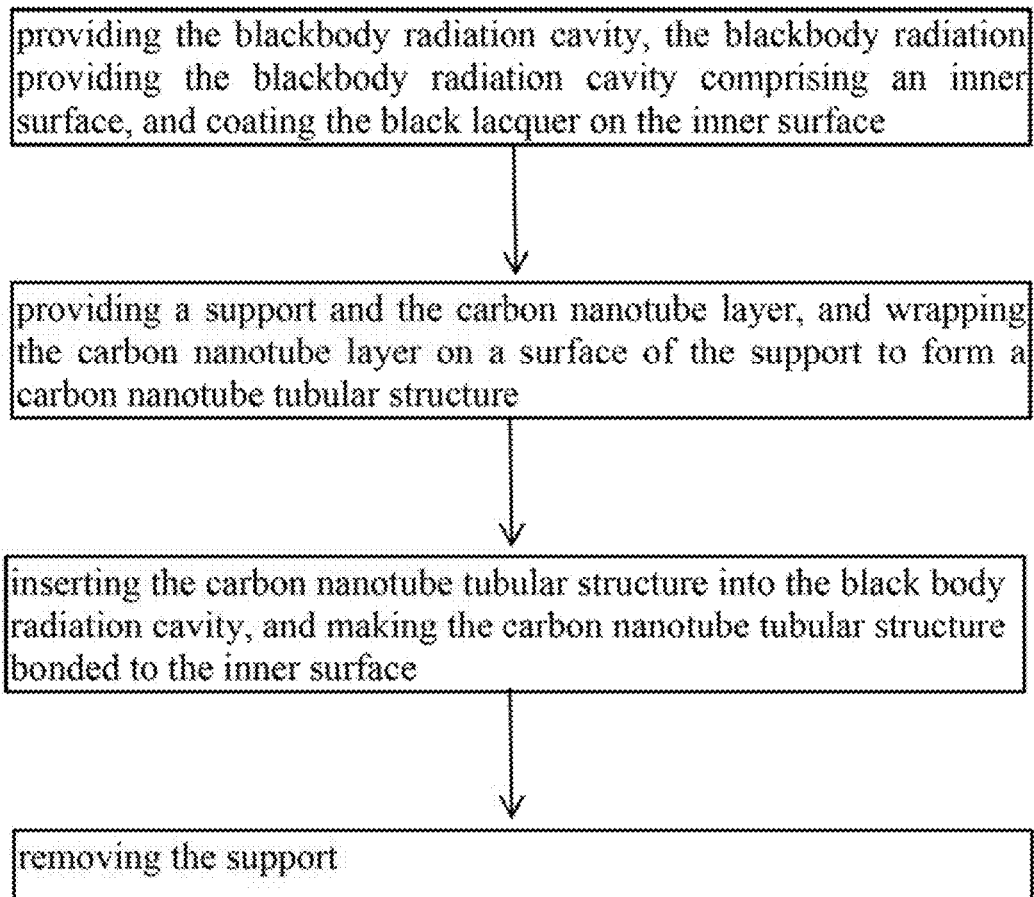 providing the blackbody radiation cavity, the blackbody radiation
providing the blackbody radiation cavity comprising an inner
surface, and coating the black lacquer on the inner surface
providing a support and the carbon nanotube layer, and wrapping
the carbon nanotube layer on a surface of the support to form a
carbon nanotube tubular structure
inserting the carbon nanotube tubular structure into the black body
radiation cavity, and making the carbon nanotube tubular structure
bonded to the inner surface
removing the support